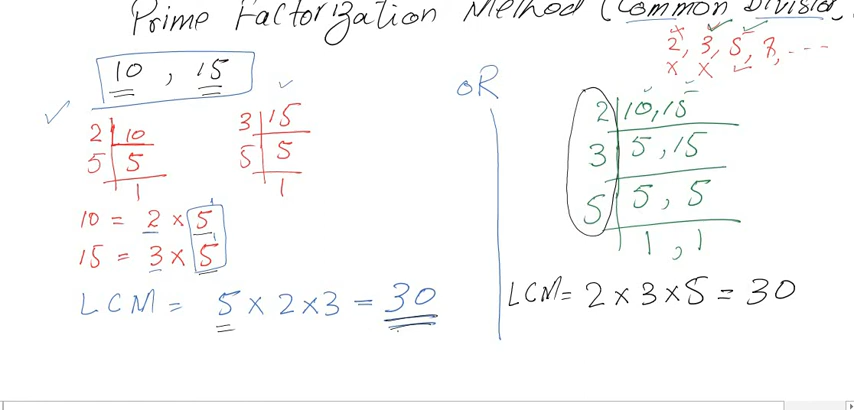 Prime Factorization Method (Common Division,
2, 3, 5, 7, ---
x x
10 , 15
2 | 10
5 | 5
1
3 | 15
5 | 5
1
10 = 2 × 5
15 = 3 × 5
LCM = 5 × 2 × 3 = 30
OR
2 | 10, 15
3 | 5, 15
5 | 5, 5
1, 1
LCM = 2 × 3 × 5 = 30